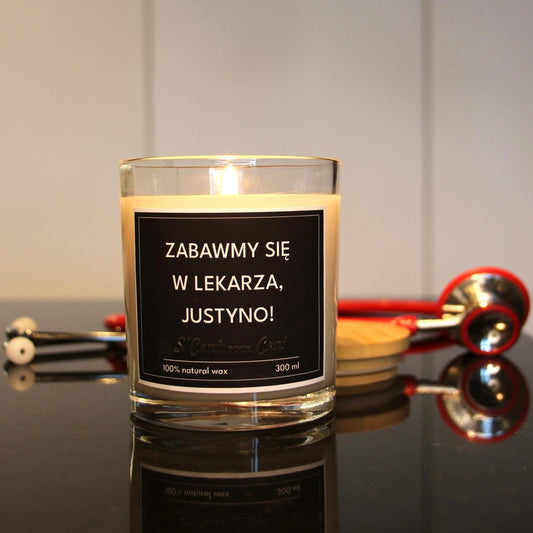 ZABAWMY SIĘ
W LEKARZA,
JUSTYNO!
100% natural wax 300 ml